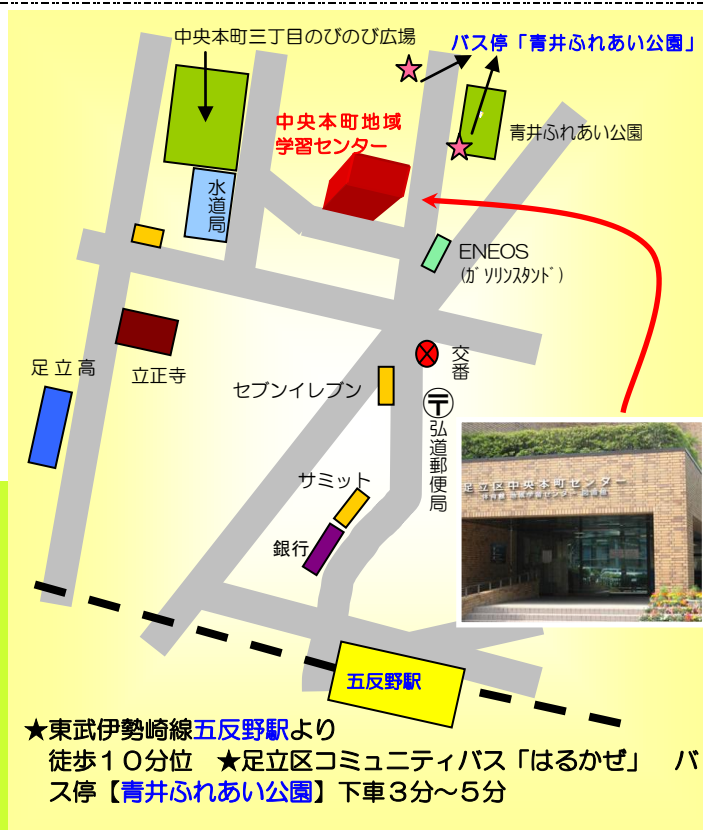 中央本町三丁目のびのび広場
バス停「青井ふれあい公園」
中央本町地域
学習センター
青井ふれあい公園
水道局
ENEOS
(ｶﾞｿﾘﾝｽﾀﾝﾄﾞ)
交番
足立高
立正寺
セブンイレブン
〒
弘道郵便局
サミット
銀行
足立区中央本町センター
五反野駅
★東武伊勢崎線五反野駅より
徒歩１０分位　★足立区コミュニティバス「はるかぜ」　バ
ス停【青井ふれあい公園】下車３分～５分